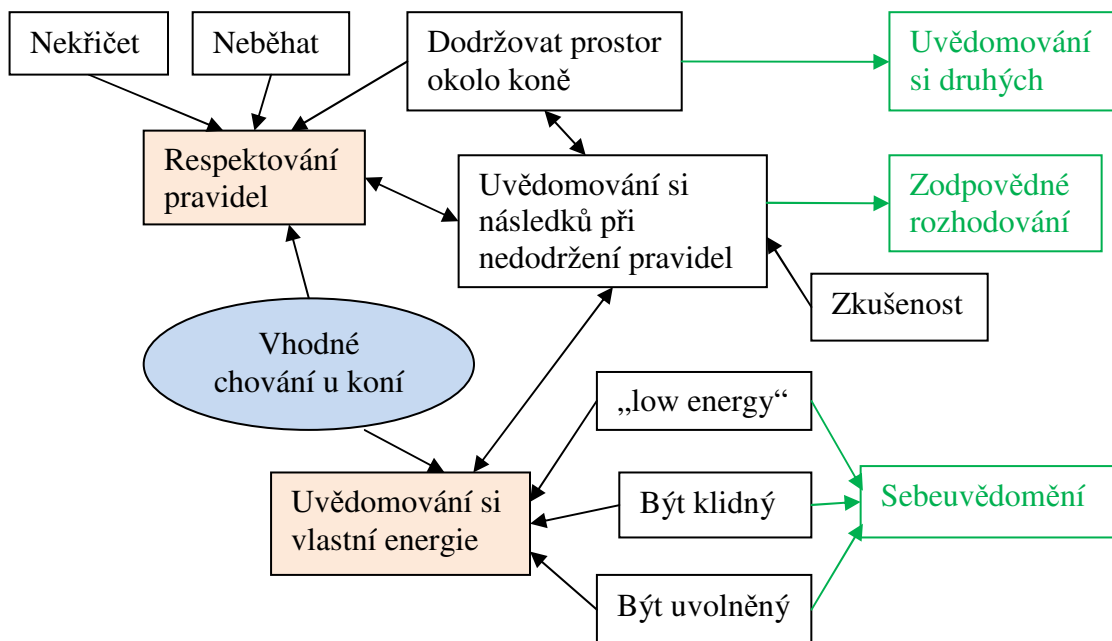 Nekřičet
Neběhat
Dodržovat prostor
okolo koně
Uvědomování
si druhých
Respektování
pravidel
Uvědomování si
následků při
nedodržení pravidel
Zodpovědné
rozhodování
Zkušenost
Vhodné
chování u koní
„low energy“
Uvědomování si
vlastní energie
Být klidný
Sebeuvědomění
Být uvolněný